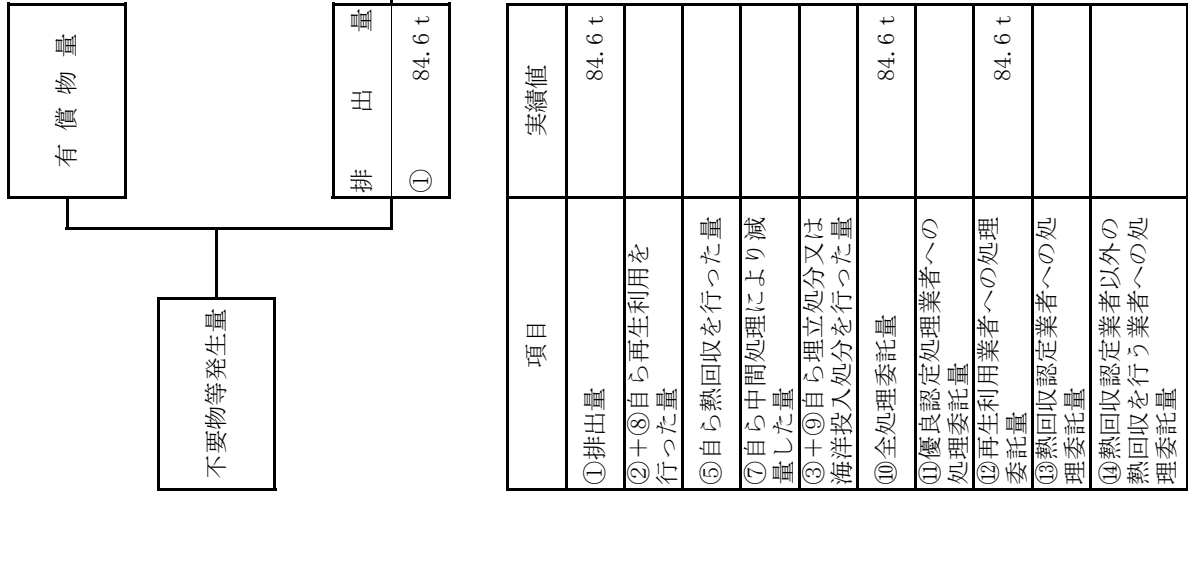 有償物量
不要物等発生量
排出量
① 84.6 t
項目 実績値
①排出量 84.6 t
②＋⑧自ら再生利用を
行った量
⑤自ら熱回収を行った量
⑦自ら中間処理により減
量した量
③＋⑨自ら埋立処分又は
海洋投入処分を行った量
⑩全処理委託量 84.6 t
⑪優良認定処理業者への
処理委託量
⑫再生利用業者への処理
委託量 84.6 t
⑬熱回収認定業者への処
理委託量
⑭熱回収認定業者以外の
熱回収を行う業者への処
理委託量